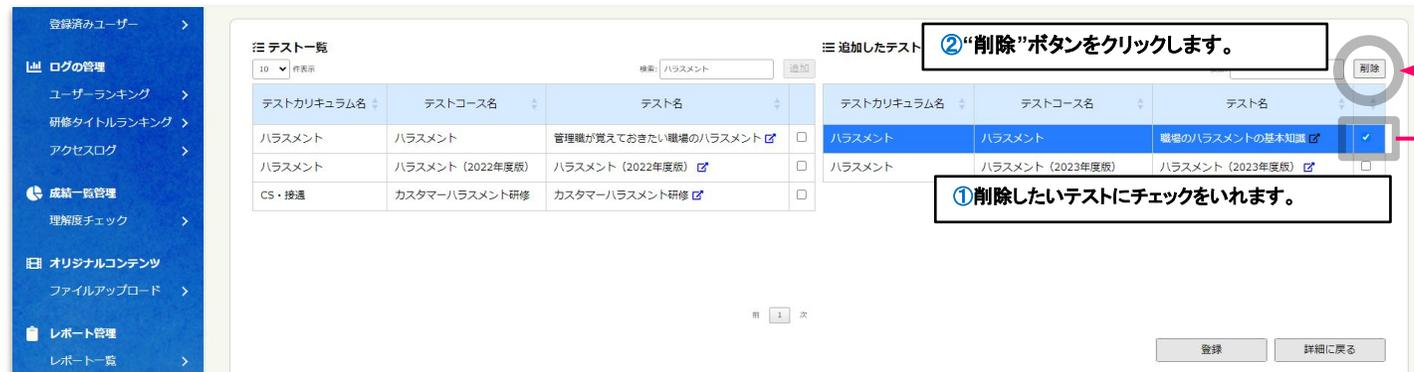 登録済みユーザー
ログの管理
ユーザーランキング
研修タイトルランキング
アクセスログ
成績一覧管理
理解度チェック
オリジナルコンテンツ
ファイルアップロード
レポート管理
レポート一覧
テスト一覧
10 件表示
検索: ハラスメント 追加
テストカリキュラム名 テストコース名 テスト名
ハラスメント ハラスメント 管理職が覚えておきたい職場のハラスメント
ハラスメント ハラスメント（2022年度版） ハラスメント（2022年度版）
CS・接遇 カスタマーハラスメント研修 カスタマーハラスメント研修
前 1 次
追加したテスト
②“削除”ボタンをクリックします。
削除
テストカリキュラム名 テストコース名 テスト名
ハラスメント ハラスメント 職場のハラスメントの基本知識
ハラスメント ハラスメント（2023年度版） ハラスメント（2023年度版）
①削除したいテストにチェックをいれます。
登録 詳細に戻る